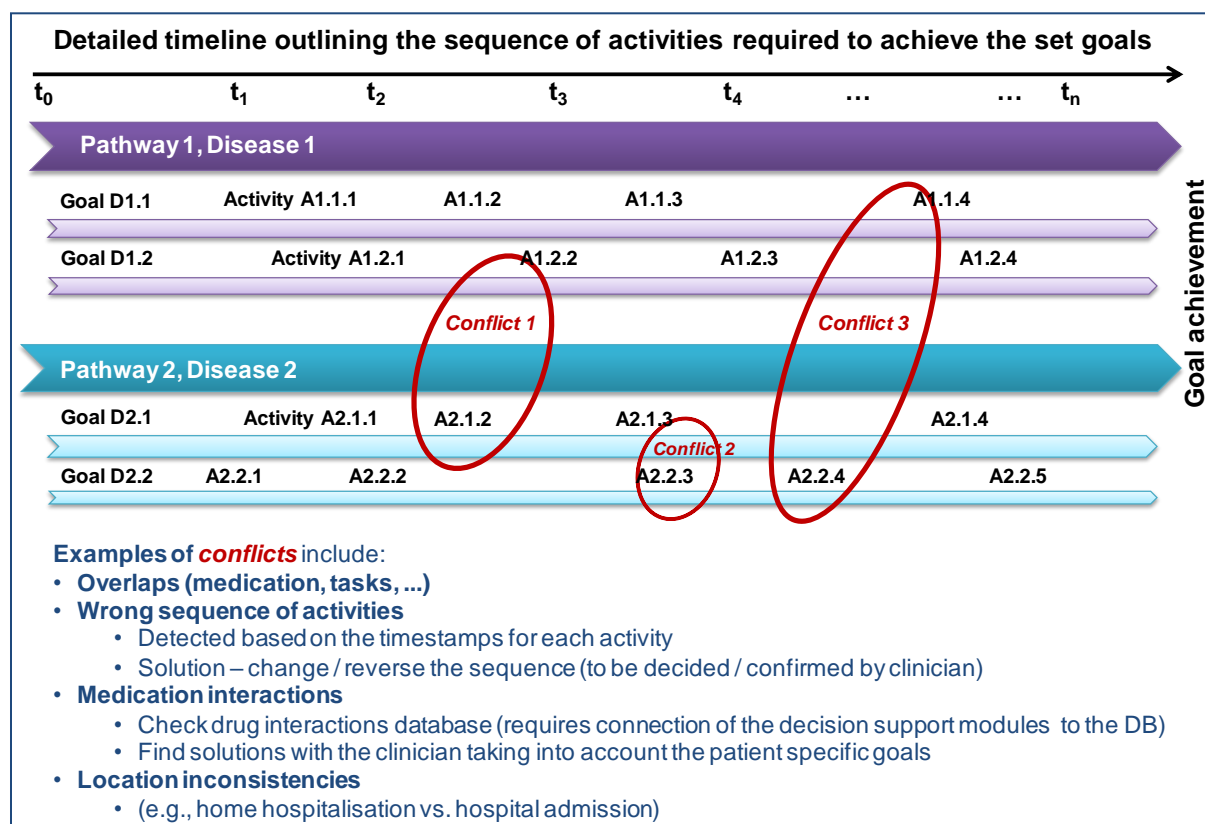 Detailed timeline outlining the sequence of activities required to achieve the set goals
t0 t1 t2 t3 t4 ... ... tn
Pathway 1, Disease 1
Goal D1.1 Activity A1.1.1 A1.1.2 A1.1.3 A1.1.4
Goal D1.2 Activity A1.2.1 A1.2.2 A1.2.3 A1.2.4
Conflict 1 Conflict 3
Pathway 2, Disease 2
Goal D2.1 Activity A2.1.1 A2.1.2 A2.1.3 A2.1.4
Conflict 2
Goal D2.2 A2.2.1 A2.2.2 A2.2.3 A2.2.4 A2.2.5
Goal achievement
Examples of conflicts include:
• Overlaps (medication, tasks, ...)
• Wrong sequence of activities
• Detected based on the timestamps for each activity
• Solution – change / reverse the sequence (to be decided / confirmed by clinician)
• Medication interactions
• Check drug interactions database (requires connection of the decision support modules to the DB)
• Find solutions with the clinician taking into account the patient specific goals
• Location inconsistencies
• (e.g., home hospitalisation vs. hospital admission)